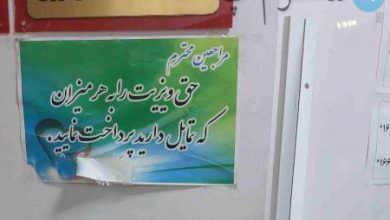 مراجعین محترم
حق ویزیت را به هر میزان
که تمایل دارید پرداخت نمایید.